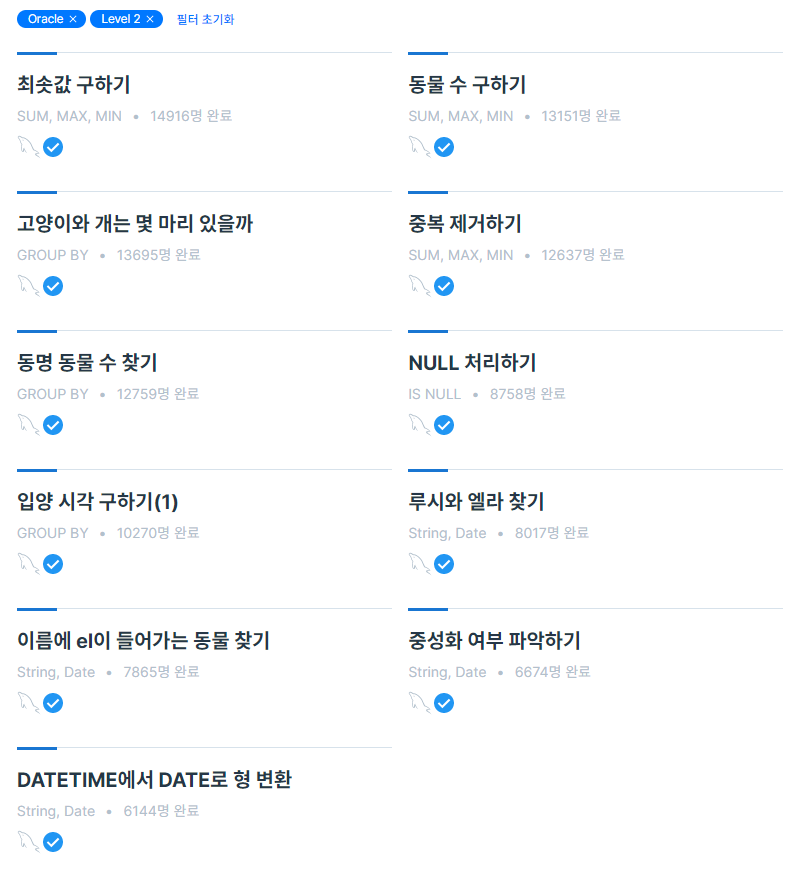 Oracle × Level 2 × 필터 초기화
최솟값 구하기
SUM, MAX, MIN • 14916명 완료
동물 수 구하기
SUM, MAX, MIN • 13151명 완료
고양이와 개는 몇 마리 있을까
GROUP BY • 13695명 완료
중복 제거하기
SUM, MAX, MIN • 12637명 완료
동명 동물 수 찾기
GROUP BY • 12759명 완료
NULL 처리하기
IS NULL • 8758명 완료
입양 시각 구하기(1)
GROUP BY • 10270명 완료
루시와 엘라 찾기
String, Date • 8017명 완료
이름에 el이 들어가는 동물 찾기
String, Date • 7865명 완료
중성화 여부 파악하기
String, Date • 6674명 완료
DATETIME에서 DATE로 형 변환
String, Date • 6144명 완료